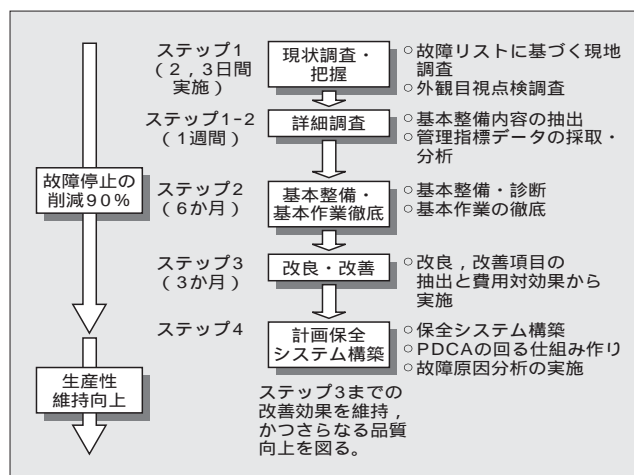 故障停止の
削減90%
生産性
維持向上
ステップ1
(2,3日間
実施)
現状調査・
把握
○故障リストに基づく現地
調査
○外観目視点検調査
ステップ1-2
(1週間)
詳細調査
○基本整備内容の抽出
○管理指標データの採取・
分析
ステップ2
(6か月)
基本整備・
基本作業徹底
○基本整備・診断
○基本作業の徹底
ステップ3
(3か月)
改良・改善
○改良,改善項目の
抽出と費用対効果から
実施
ステップ4
計画保全
システム構築
○保全システム構築
○PDCAの回る仕組み作り
○故障原因分析の実施
ステップ3までの
改善効果を維持,
かつさらなる品質
向上を図る。